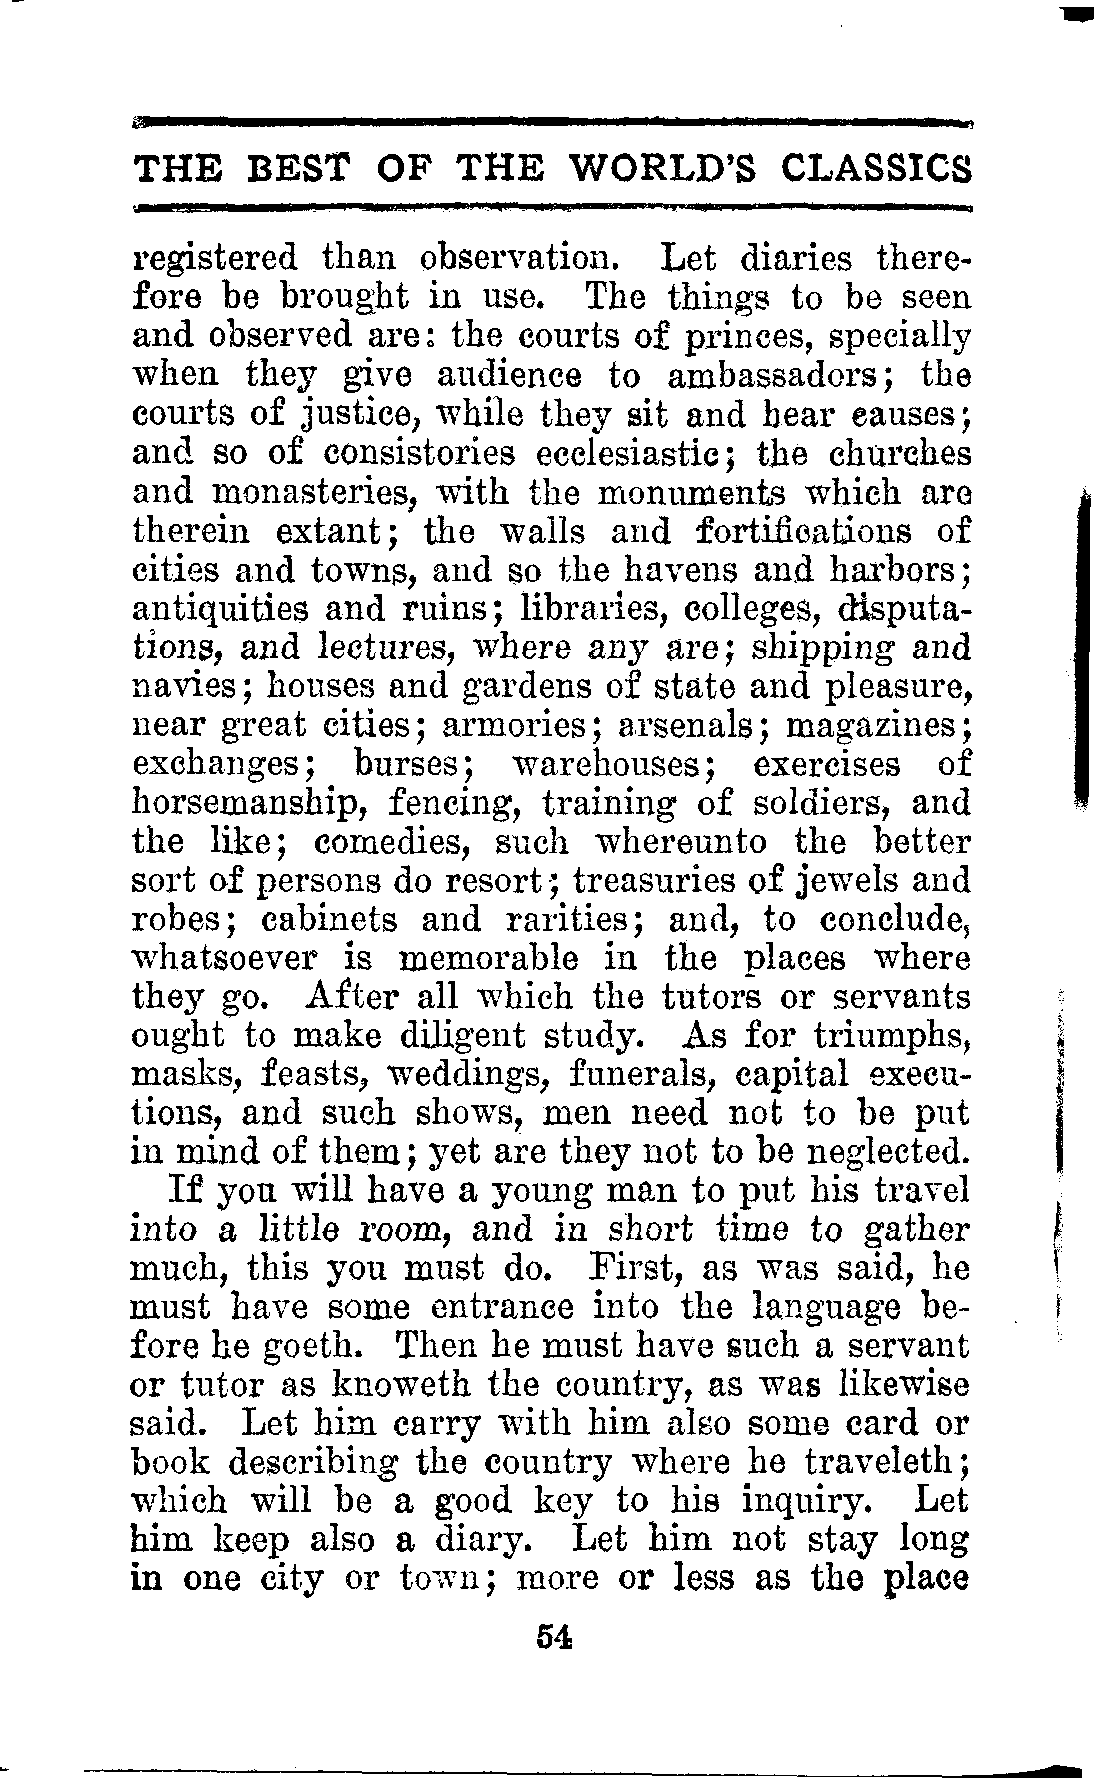 THE BEST OF THE WORLD'S CLASSICS
registered than observation. Let diaries there-
fore be brought in use. The things to be seen
and observed are: the courts of princes, specially
when they give audience to ambassadors; the
courts of justice, while they sit and hear causes;
and so of consistories ecclesiastic; the churches
and monasteries, with the monuments which are
therein extant; the walls and fortifications of
cities and towns, and so the havens and harbors;
antiquities and ruins; libraries, colleges, disputa-
tions, and lectures, where any are; shipping and
navies; houses and gardens of state and pleasure,
near great cities; armories; arsenals; magazines;
exchanges; burses; warehouses; exercises of
horsemanship, fencing, training of soldiers, and
the like; comedies, such whereunto the better
sort of persons do resort; treasuries of jewels and
robes; cabinets and rarities; and, to conclude,
whatsoever is memorable in the places where
they go. After all which the tutors or servants
ought to make diligent study. As for triumphs,
masks, feasts, weddings, funerals, capital execu-
tions, and such shows, men need not to be put
in mind of them; yet are they not to be neglected.
If you will have a young man to put his travel
into a little room, and in short time to gather
much, this you must do. First, as was said, he
must have some entrance into the language be-
fore he goeth. Then he must have such a servant
or tutor as knoweth the country, as was likewise
said. Let him carry with him also some card or
book describing the country where he traveleth;
which will be a good key to his inquiry. Let
him keep also a diary. Let him not stay long
in one city or town; more or less as the place
54